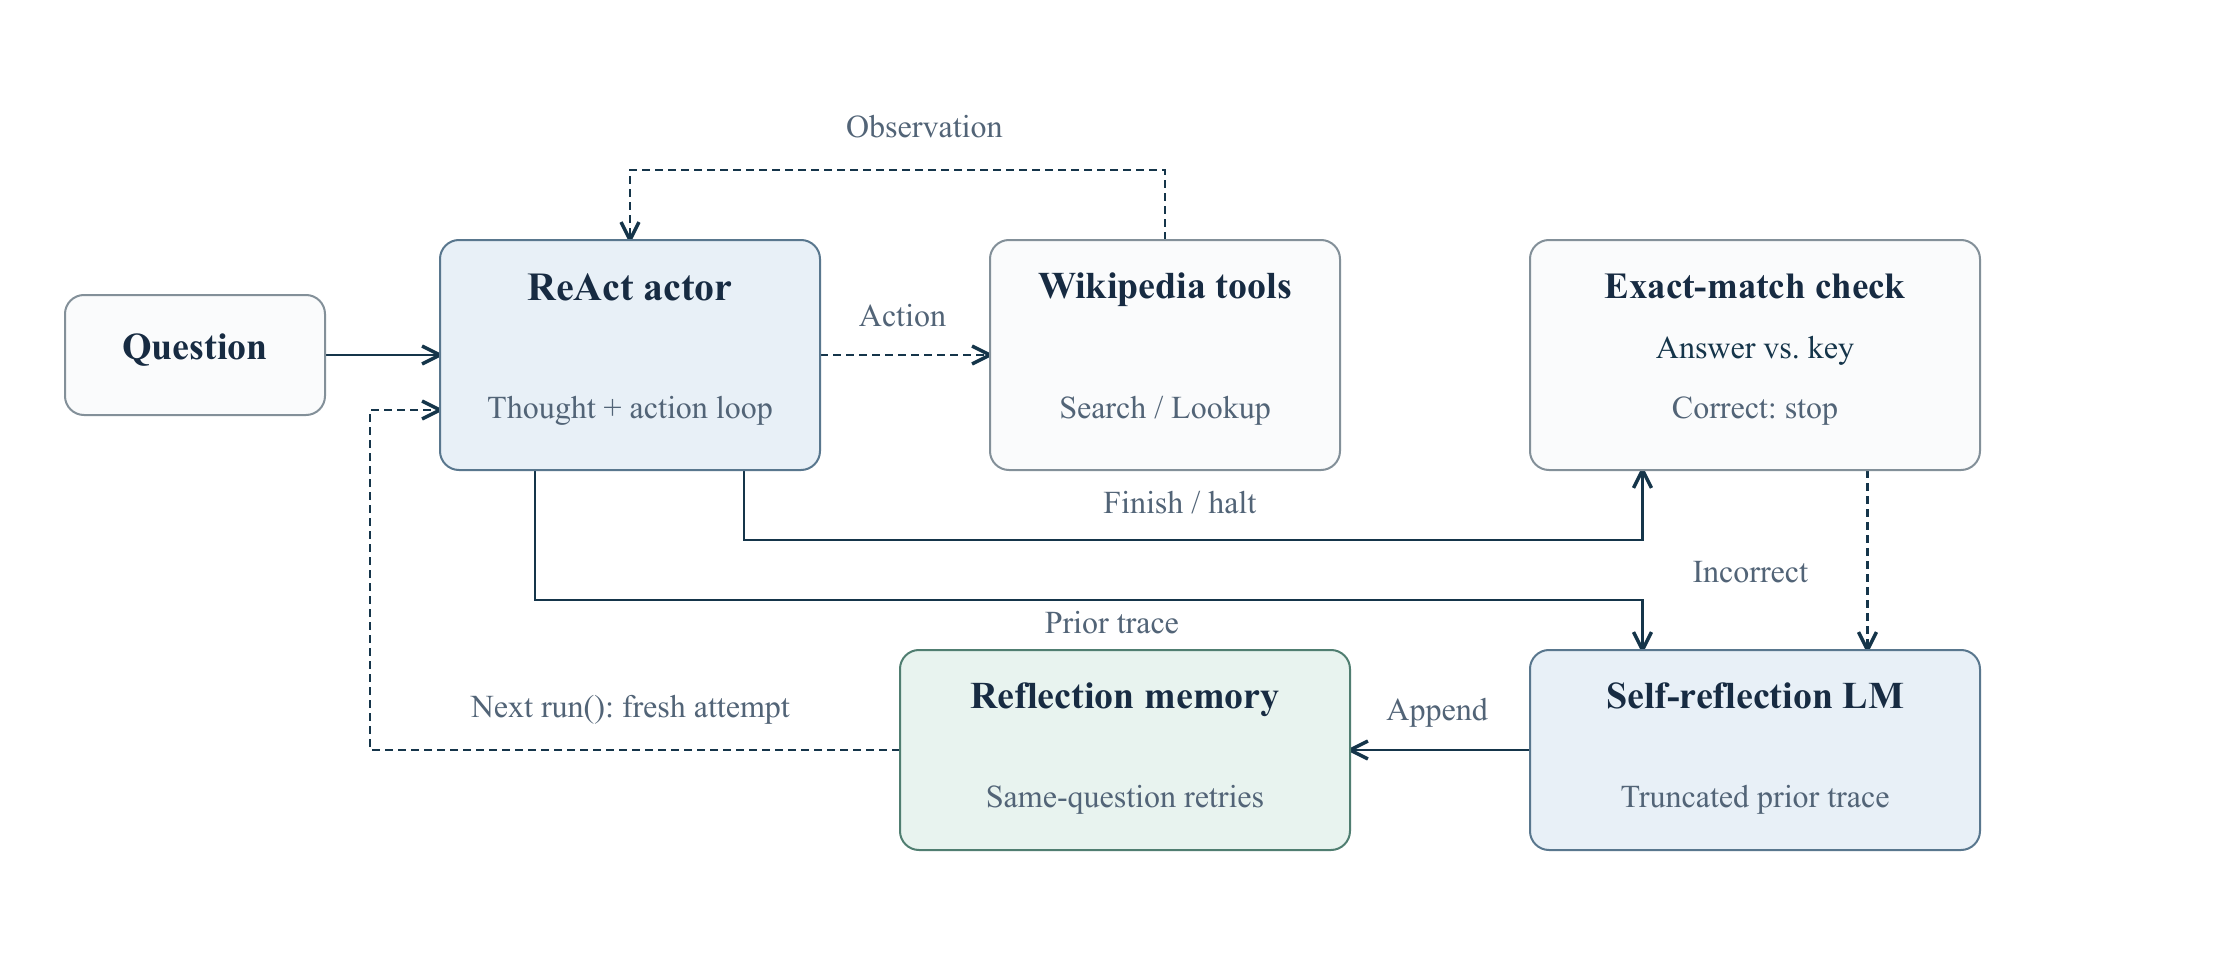 Observation
Question
ReAct actor
Thought + action loop
Action
Wikipedia tools
Search / Lookup
Exact-match check
Answer vs. key
Correct: stop
Finish / halt
Incorrect
Prior trace
Next run(): fresh attempt
Reflection memory
Same-question retries
Append
Self-reflection LM
Truncated prior trace